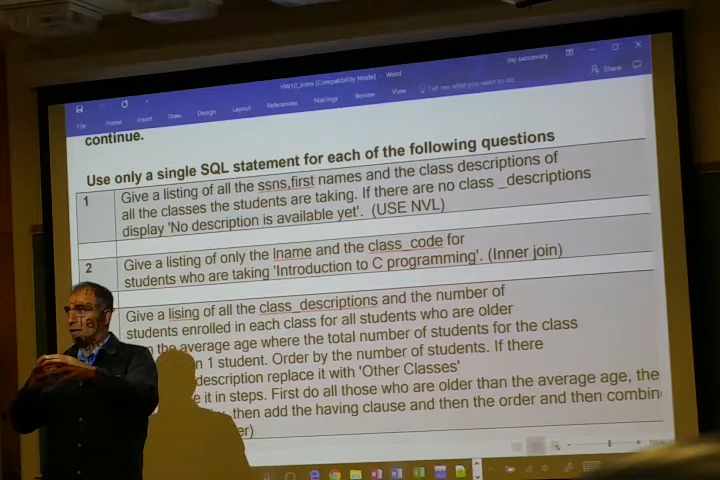 HW10_ [Compatibility Mode] - Word
File Home Insert Draw Design Layout References Mailings Review View Tell me what you want to do Share
continue.
Use only a single SQL statement for each of the following questions
1 Give a listing of all the ssns,first names and the class descriptions of
all the classes the students are taking. If there are no class _descriptions
display 'No description is available yet'. (USE NVL)
2 Give a listing of only the lname and the class_code for
students who are taking 'Introduction to C programming'. (Inner join)
Give a lising of all the class_descriptions and the number of
students enrolled in each class for all students who are older
the average age where the total number of students for the class
1 student. Order by the number of students. If there
description replace it with 'Other Classes'
it in steps. First do all those who are older than the average age, the
then add the having clause and then the order and then combin